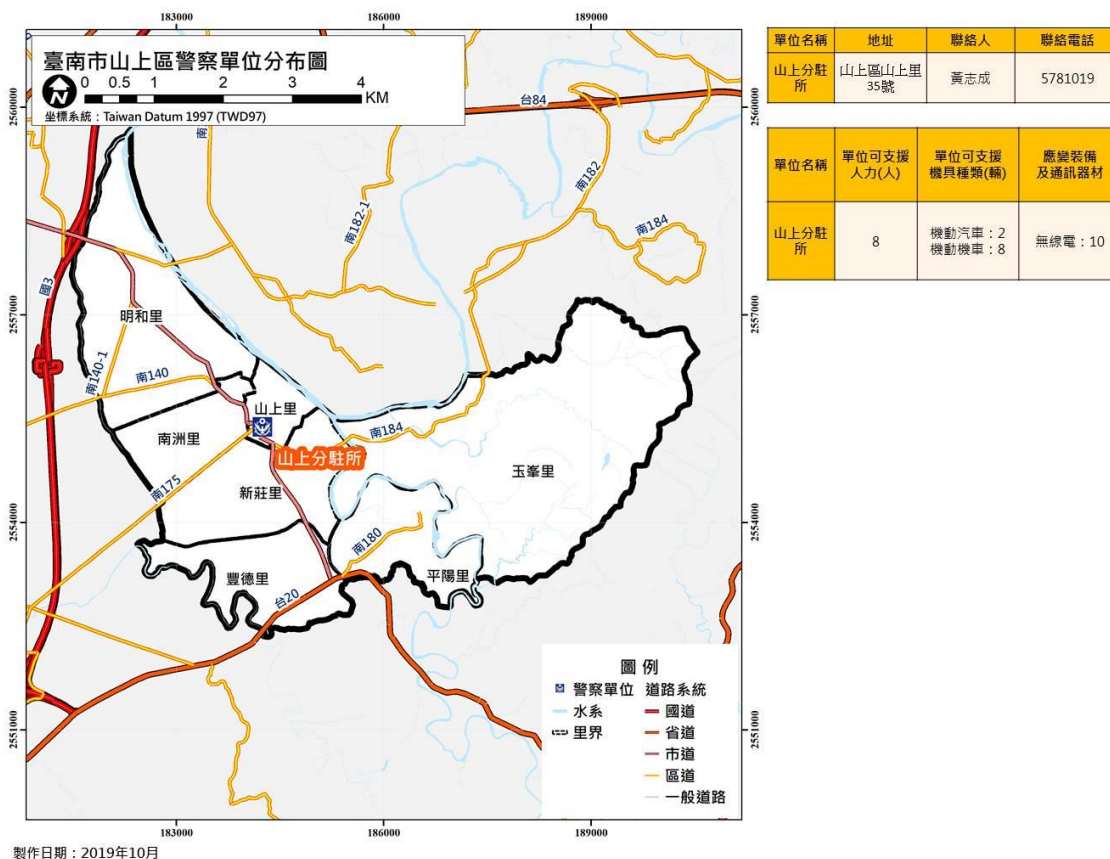 183000
186000
189000
臺南市山上區警察單位分布圖
0 0.5 1 2 3 4
KM
N
坐標系統：Taiwan Datum 1997 (TWD97)
2560000
2560000
台84
南182
南182-1
南184
國3
2557000
2557000
明和里
南140-1
南140
山上里
南洲里
南184
山上分駐所
玉峯里
南175
新莊里
2554000
2554000
南180
豐德里
平陽里
台20
圖例
警察單位
水系
里界
道路系統
國道
省道
市道
區道
一般道路
2551000
2551000
183000
186000
189000
製作日期：2019年10月
單位名稱 地址 聯絡人 聯絡電話
山上分駐所 山上區山上里35號 黃志成 5781019
單位名稱 單位可支援人力(人) 單位可支援機具種類(輛) 應變裝備及通訊器材
山上分駐所 8 機動汽車：2 機動機車：8 無線電：10